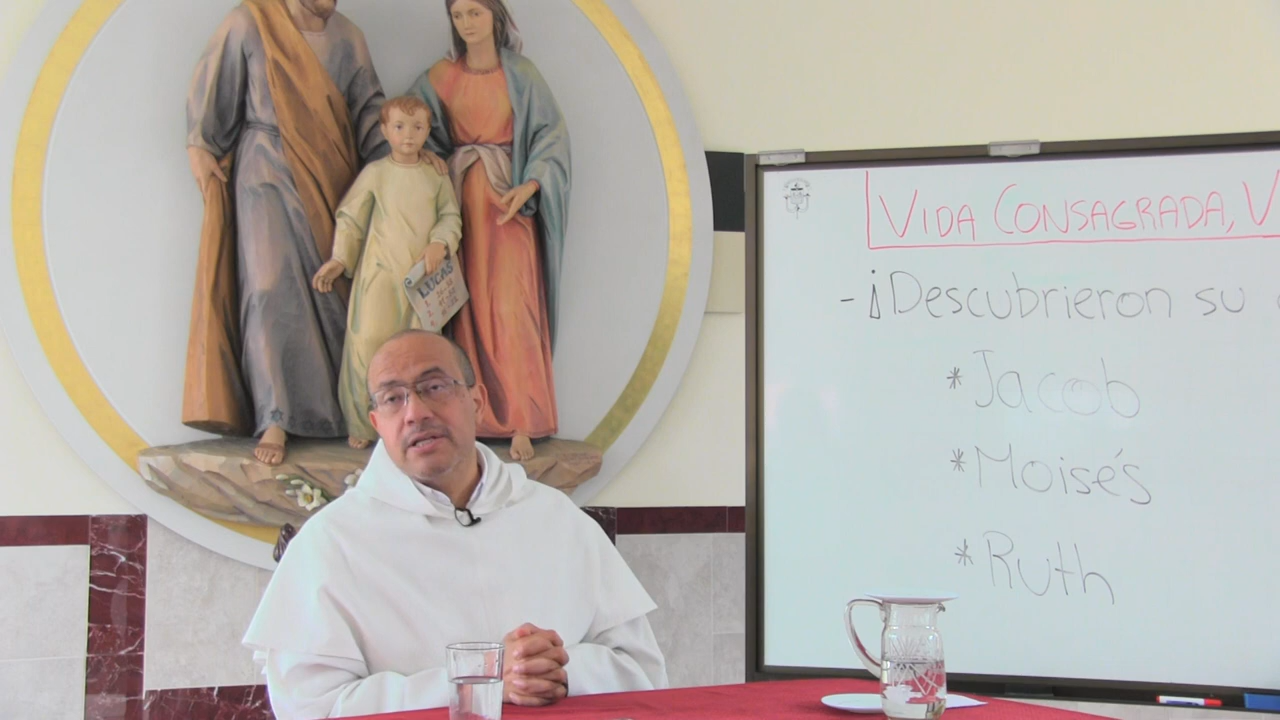 LUCAS
VIDA CONSAGRADA, V
- ¡Descubrieron su
* Jacob
* Moisés
* Ruth